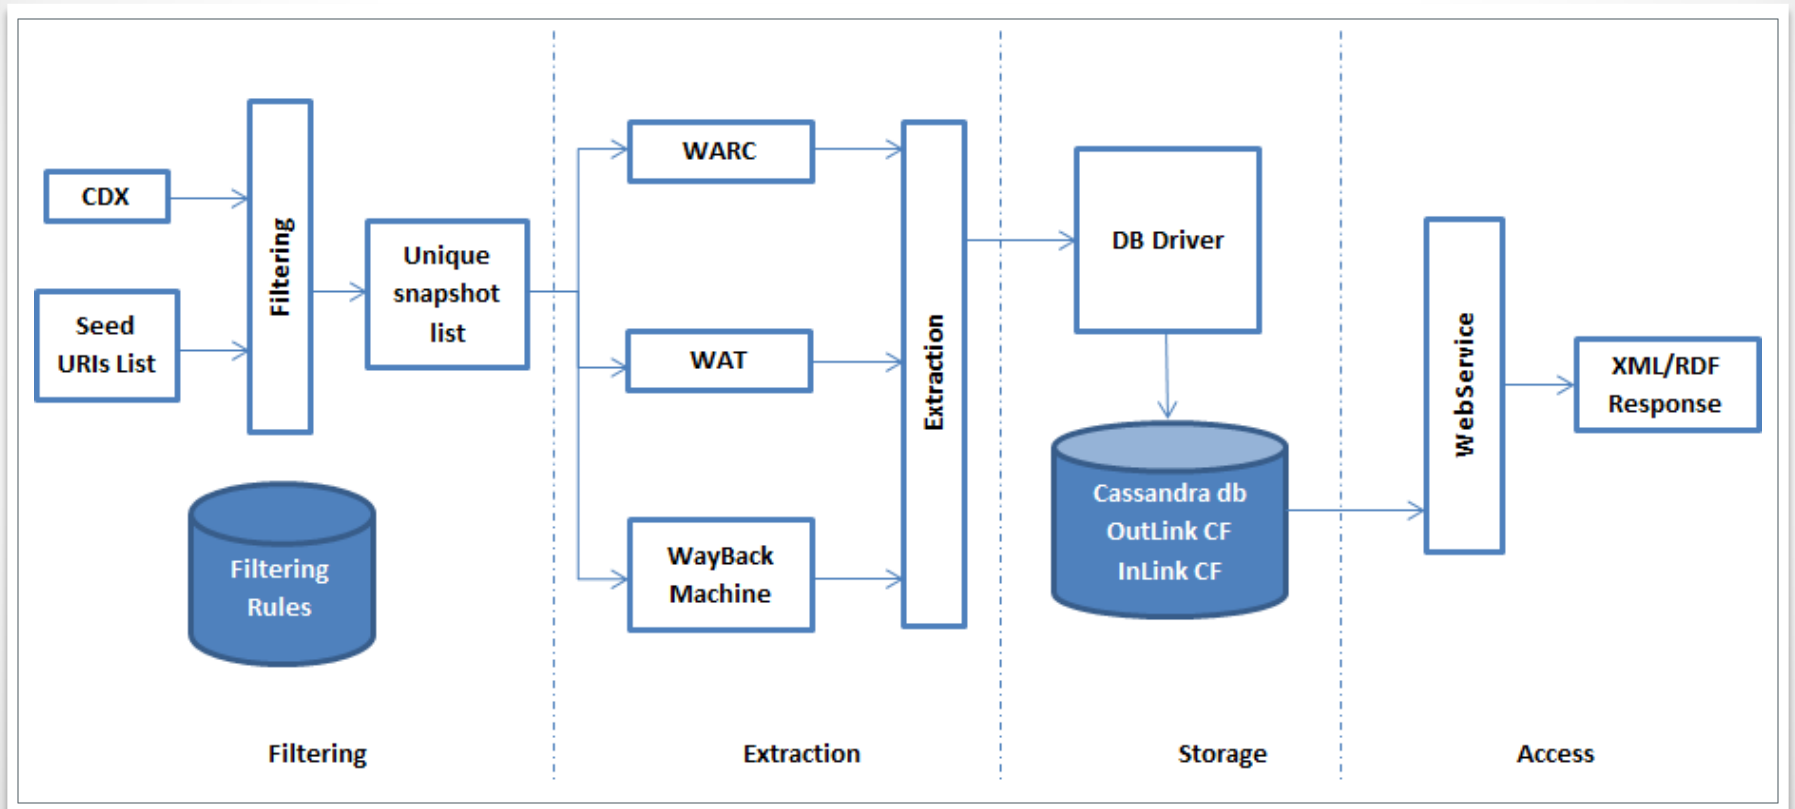 CDX
Seed
URIs List
Filtering
Unique
snapshot
list
Filtering
Rules
WARC
WAT
WayBack
Machine
Extraction
DB Driver
Cassandra db
OutLink CF
InLink CF
WebService
XML/RDF
Response
Filtering
Extraction
Storage
Access